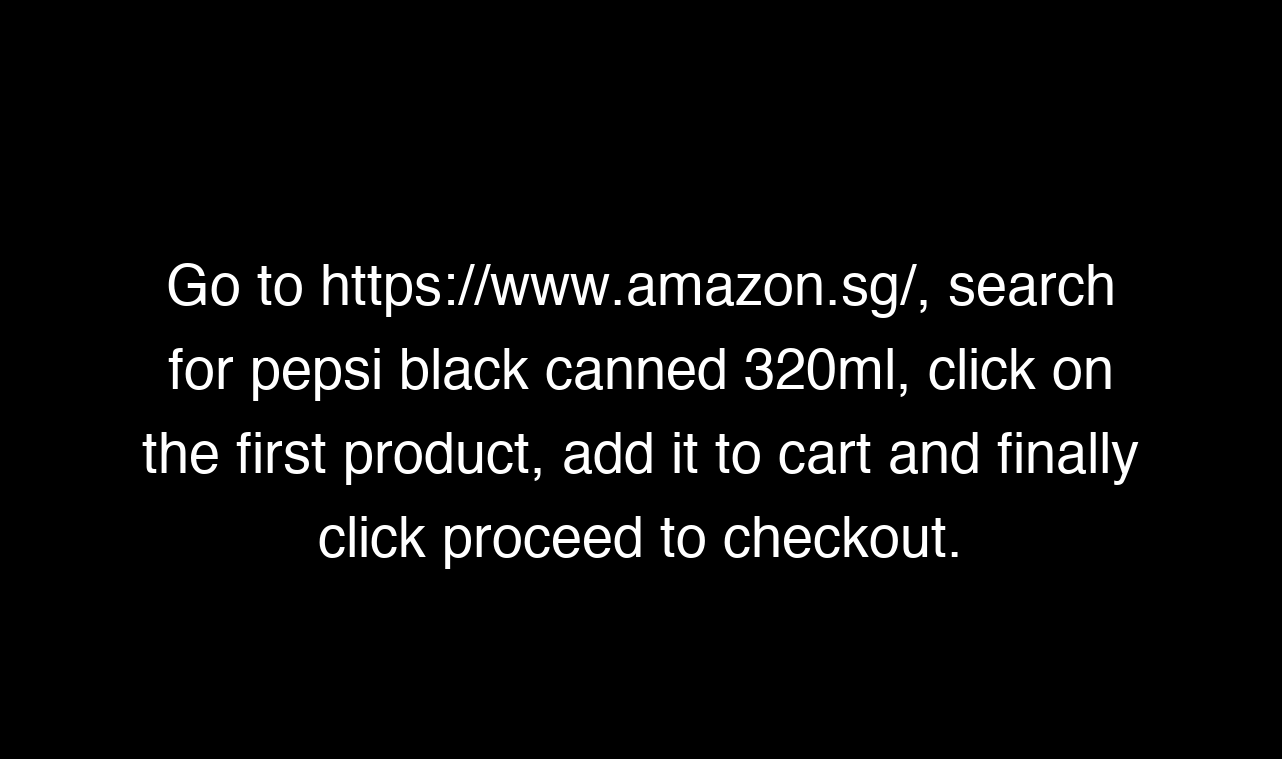 Go to https://www.amazon.sg/, search
for pepsi black canned 320ml, click on
the first product, add it to cart and finally
click proceed to checkout.